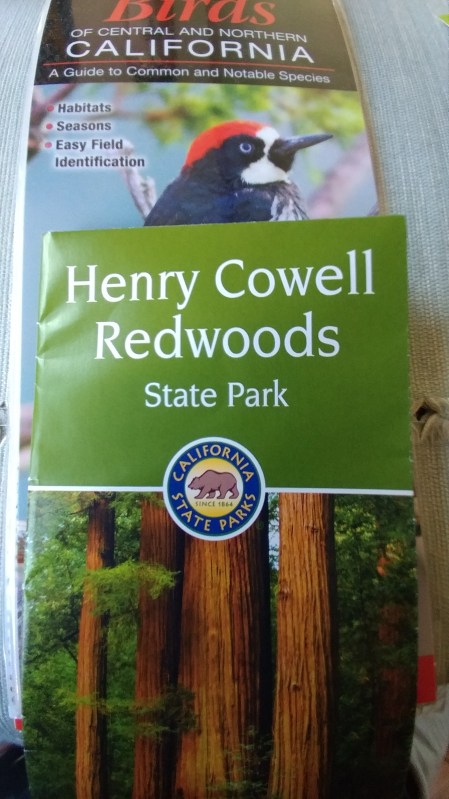 Birds
OF CENTRAL AND NORTHERN
CALIFORNIA
A Guide to Common and Notable Species
• Habitats
• Seasons
• Easy Field
Identification
Henry Cowell
Redwoods
State Park
CALIFORNIA
SINCE 1864
STATE PARKS